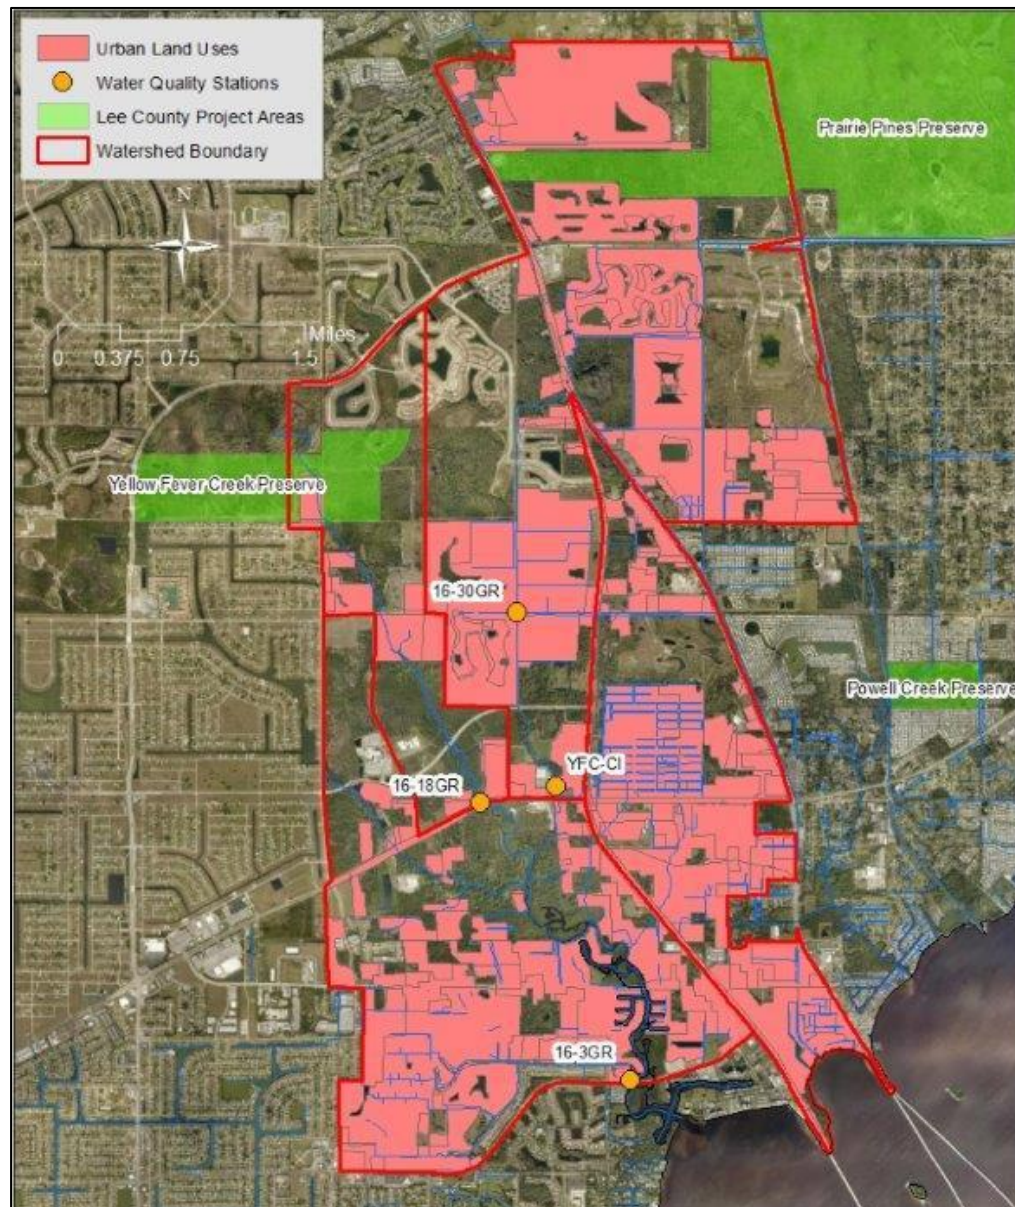 Urban Land Uses
Water Quality Stations
Lee County Project Areas
Watershed Boundary
Prairie Pines Preserve
N
Miles
0 0.375 0.75 1.5
Yellow Fever Creek Preserve
16-30GR
Powell Creek Preserve
YFC-CI
16-18GR
16-3GR